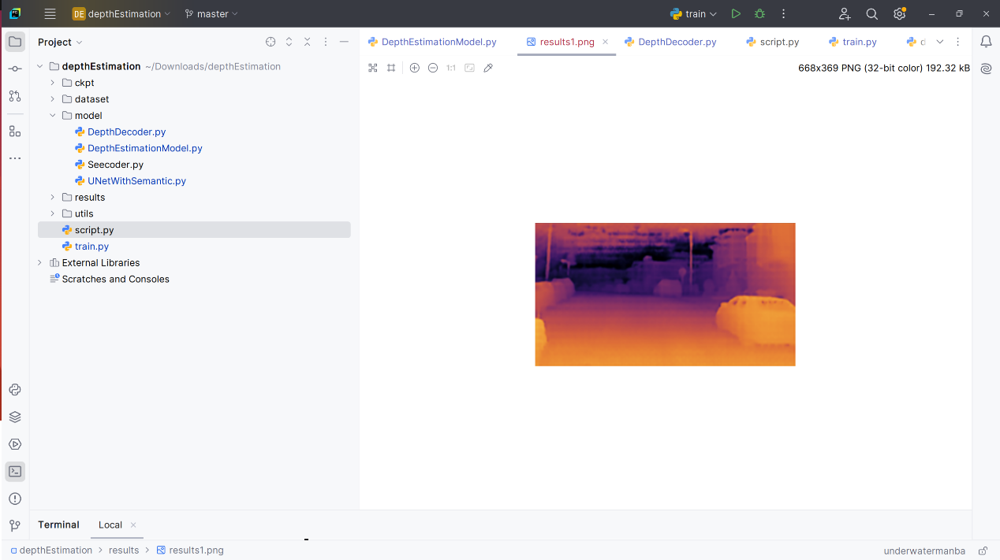 DE depthEstimation master train
Project
DepthEstimationModel.py results1.png DepthDecoder.py script.py train.py
depthEstimation ~/Downloads/depthEstimation
1:1 668x369 PNG (32-bit color) 192.32 kB
ckpt
dataset
model
DepthDecoder.py
DepthEstimationModel.py
Seecoder.py
UNetWithSemantic.py
results
utils
script.py
train.py
External Libraries
Scratches and Consoles
Terminal Local
depthEstimation > results > results1.png underwatermanba